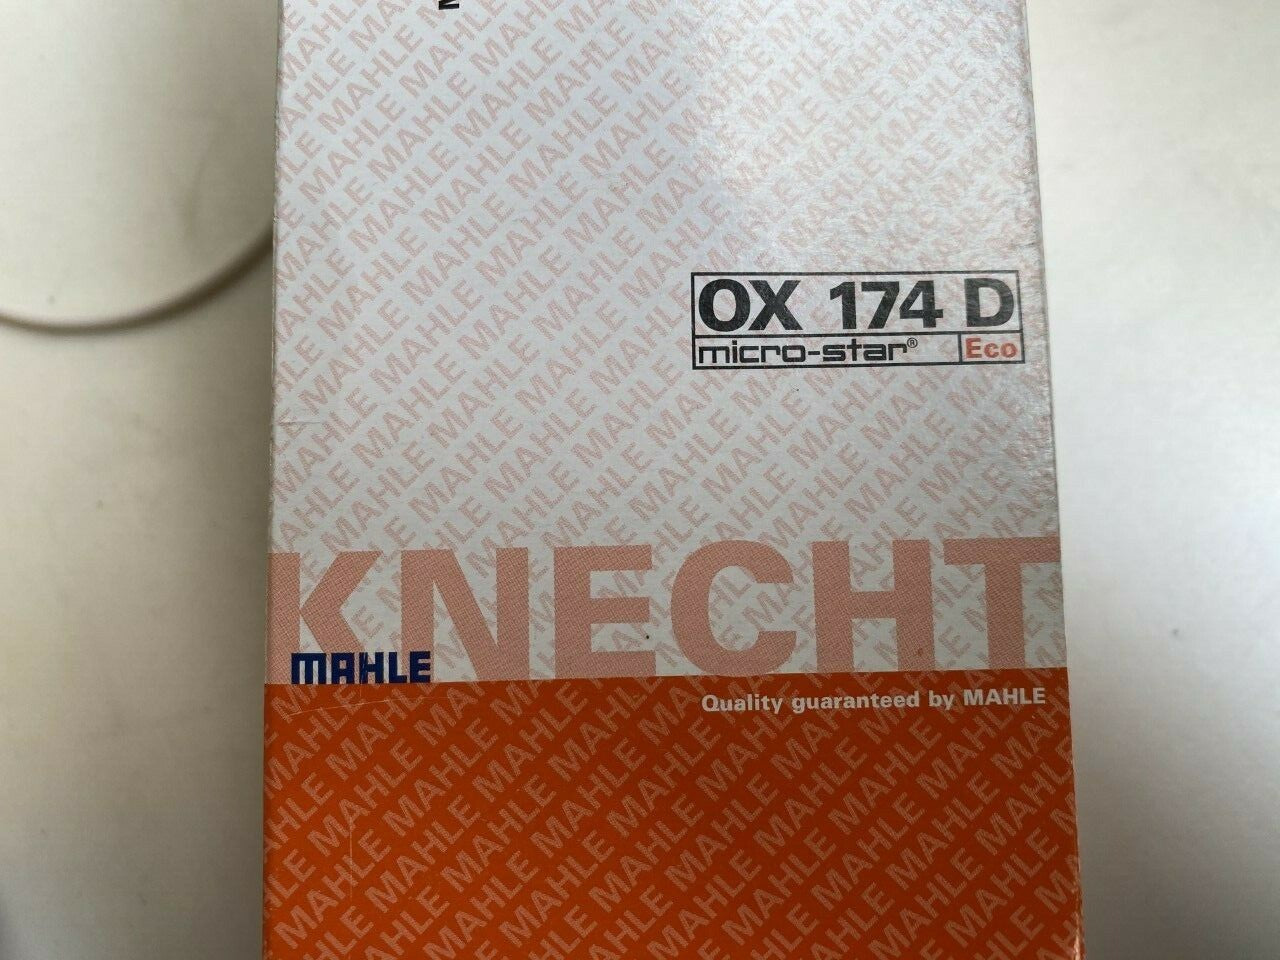 OX 174 D
micro-star®
Eco
KNECHT
MAHLE
Quality guaranteed by MAHLE